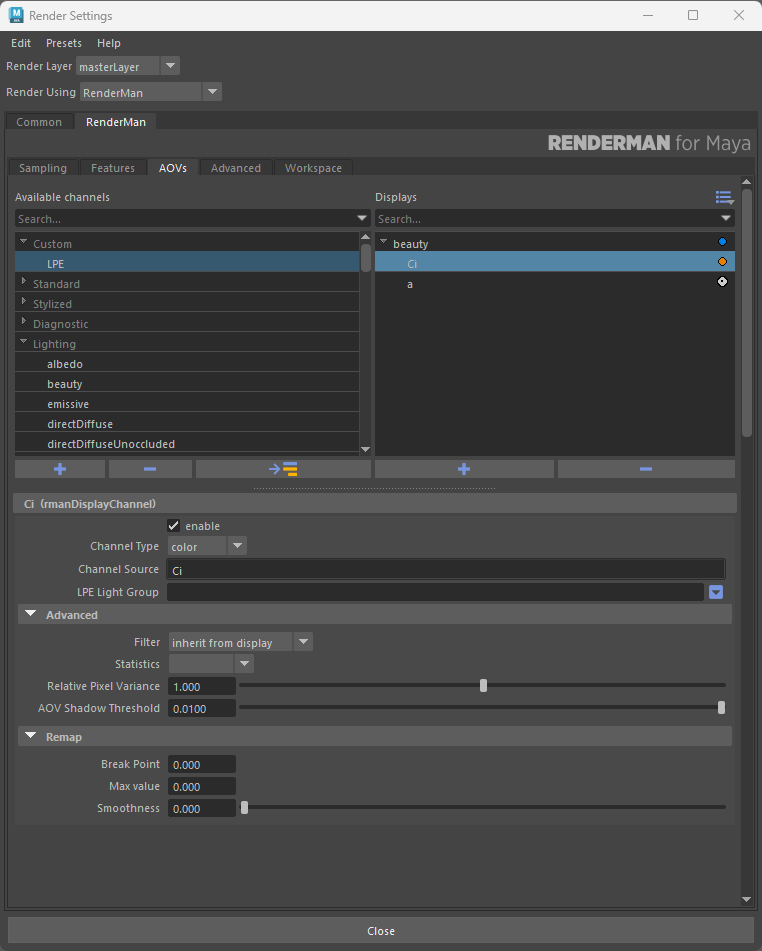 Render Settings
Edit Presets Help
Render Layer masterLayer
Render Using RenderMan
Common RenderMan
RENDERMAN for Maya
Sampling Features AOVs Advanced Workspace
Available channels Displays
Search... Search...
Custom beauty
LPE Ci
Standard a
Stylized
Diagnostic
Lighting
albedo
beauty
emissive
directDiffuse
directDiffuseUnoccluded
Ci (rmanDisplayChannel)
enable
Channel Type color
Channel Source Ci
LPE Light Group
Advanced
Filter inherit from display
Statistics
Relative Pixel Variance 1.000
AOV Shadow Threshold 0.0100
Remap
Break Point 0.000
Max value 0.000
Smoothness 0.000
Close